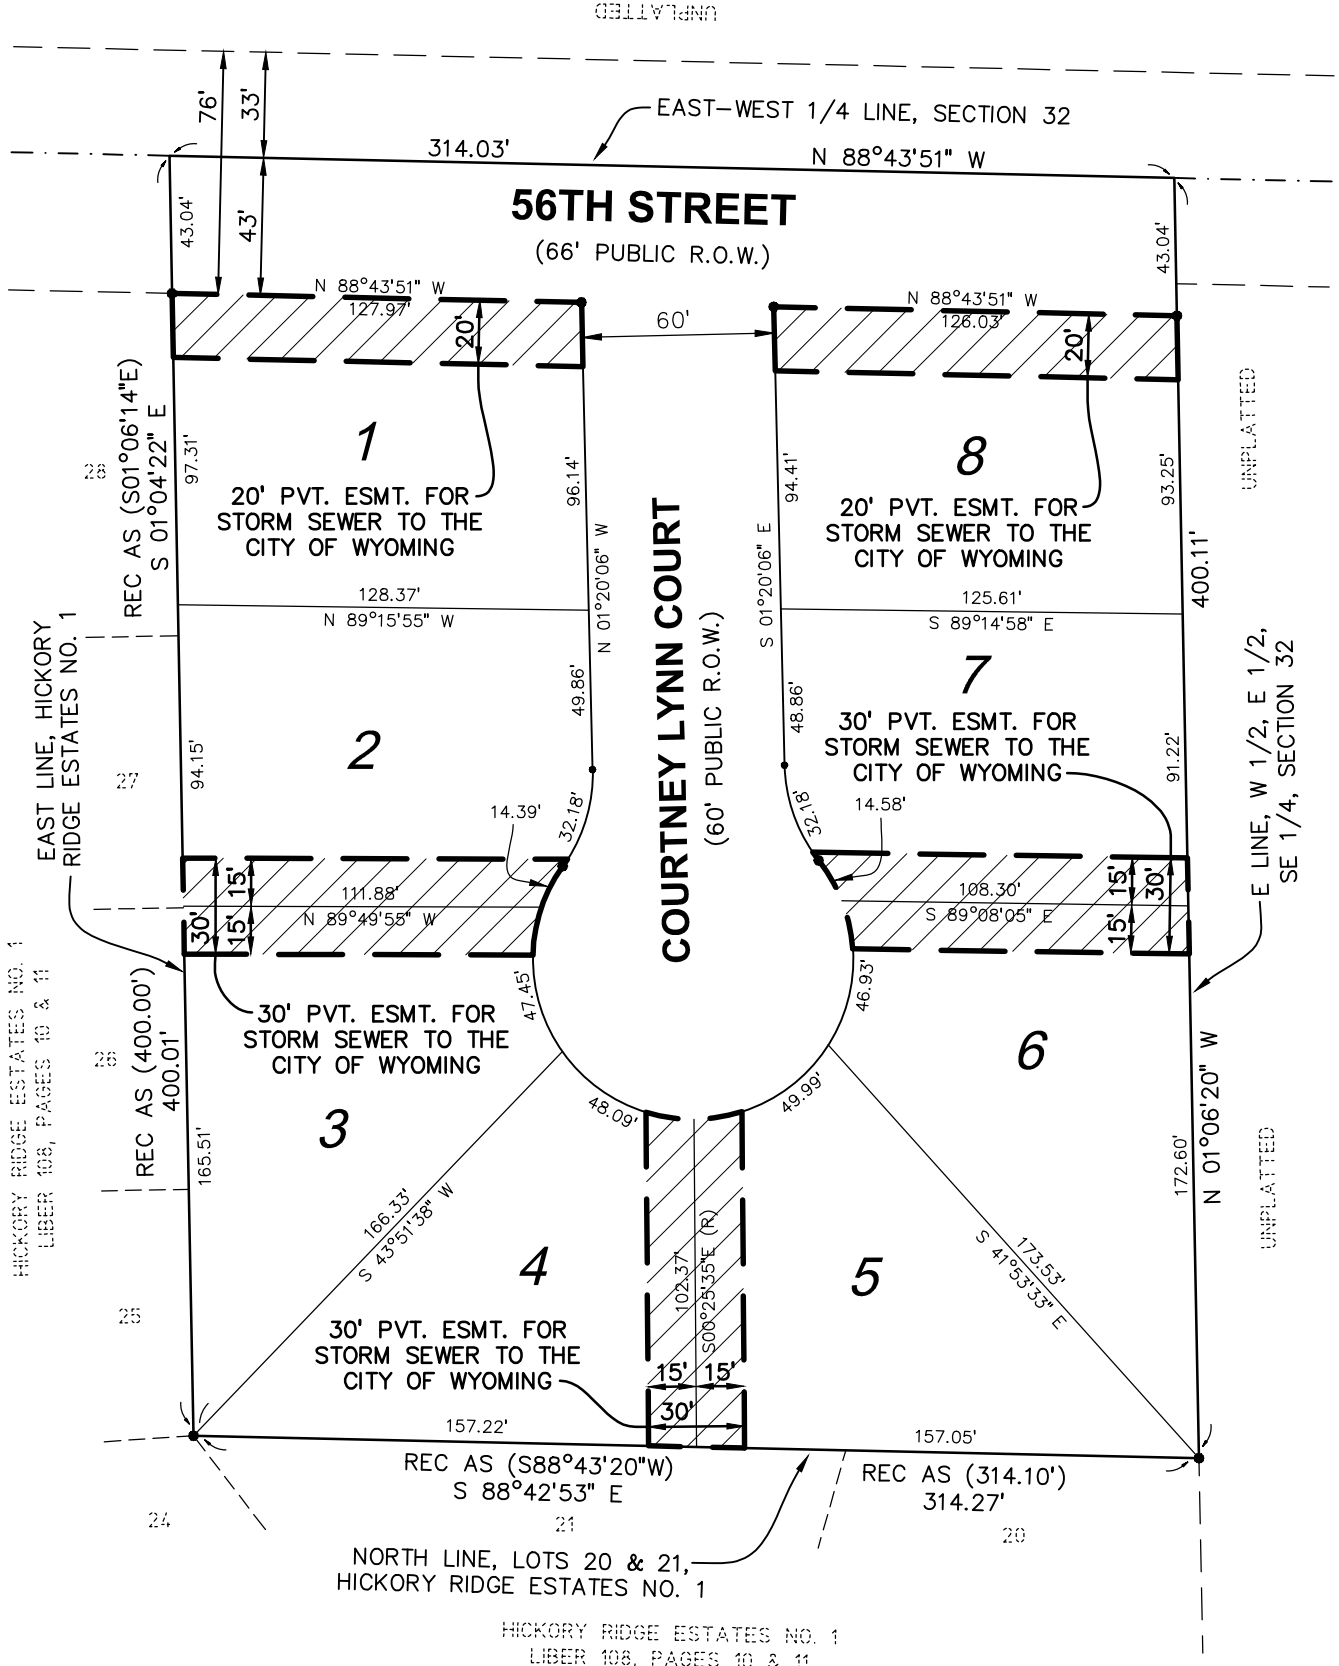 UNPLATTED
EAST-WEST 1/4 LINE, SECTION 32
76'
33'
314.03'
N 88°43'51" W
56TH STREET
(66' PUBLIC R.O.W.)
43.04'
43'
43.04'
N 88°43'51" W
127.97'
20'
60'
N 88°43'51" W
126.03'
20'
REC AS (S01°06'14"E)
S 01°04'22" E
28
97.31'
1
20' PVT. ESMT. FOR
STORM SEWER TO THE
CITY OF WYOMING
96.14'
N 01°20'06" W
94.41'
S 01°20'06" E
8
20' PVT. ESMT. FOR
STORM SEWER TO THE
CITY OF WYOMING
93.25'
UNPLATTED
400.11'
128.37'
N 89°15'55" W
125.61'
S 89°14'58" E
COURTNEY LYNN COURT
(60' PUBLIC R.O.W.)
EAST LINE, HICKORY
RIDGE ESTATES NO. 1
27
94.15'
2
49.86'
48.86'
7
30' PVT. ESMT. FOR
STORM SEWER TO THE
CITY OF WYOMING
91.22'
E LINE, W 1/2, E 1/2,
SE 1/4, SECTION 32
14.39'
32.18'
32.18'
14.58'
15'
111.88'
N 89°49'55" W
30'
15'
108.30'
S 89°08'05" E
15'
30'
15'
HICKORY RIDGE ESTATES NO. 1
LIBER 108, PAGES 10 & 11
26
REC AS (400.00')
400.01'
30' PVT. ESMT. FOR
STORM SEWER TO THE
CITY OF WYOMING
47.45'
46.93'
6
3
165.51'
48.09'
49.99'
N 01°06'20" W
172.60'
UNPLATTED
166.33'
S 43°51'38" W
4
102.37'
S00°25'35"E (R)
5
173.53'
S 41°53'33" E
25
30' PVT. ESMT. FOR
STORM SEWER TO THE
CITY OF WYOMING
15'
15'
30'
157.22'
REC AS (S88°43'20"W)
S 88°42'53" E
157.05'
REC AS (314.10')
314.27'
24
21
20
NORTH LINE, LOTS 20 & 21,
HICKORY RIDGE ESTATES NO. 1
HICKORY RIDGE ESTATES NO. 1
LIBER 108, PAGES 10 & 11